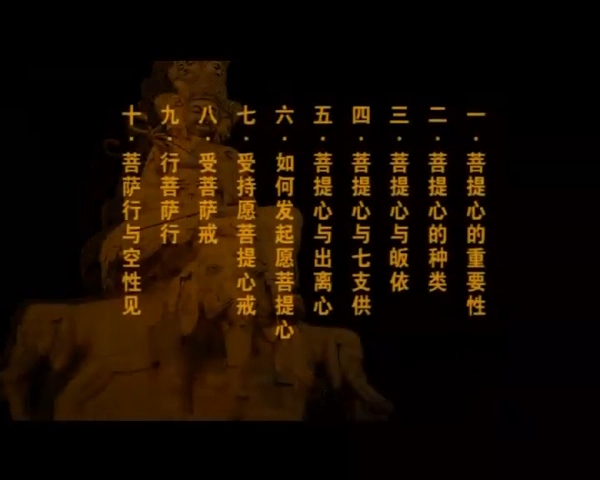 一·菩提心的重要性
二·菩提心的种类
三·菩提心与皈依
四·菩提心与七支供
五·菩提心与出离心
六·如何发起愿菩提心
七·受持愿菩提心戒
八·受菩萨戒
九·行菩萨行
十·菩萨行与空性见